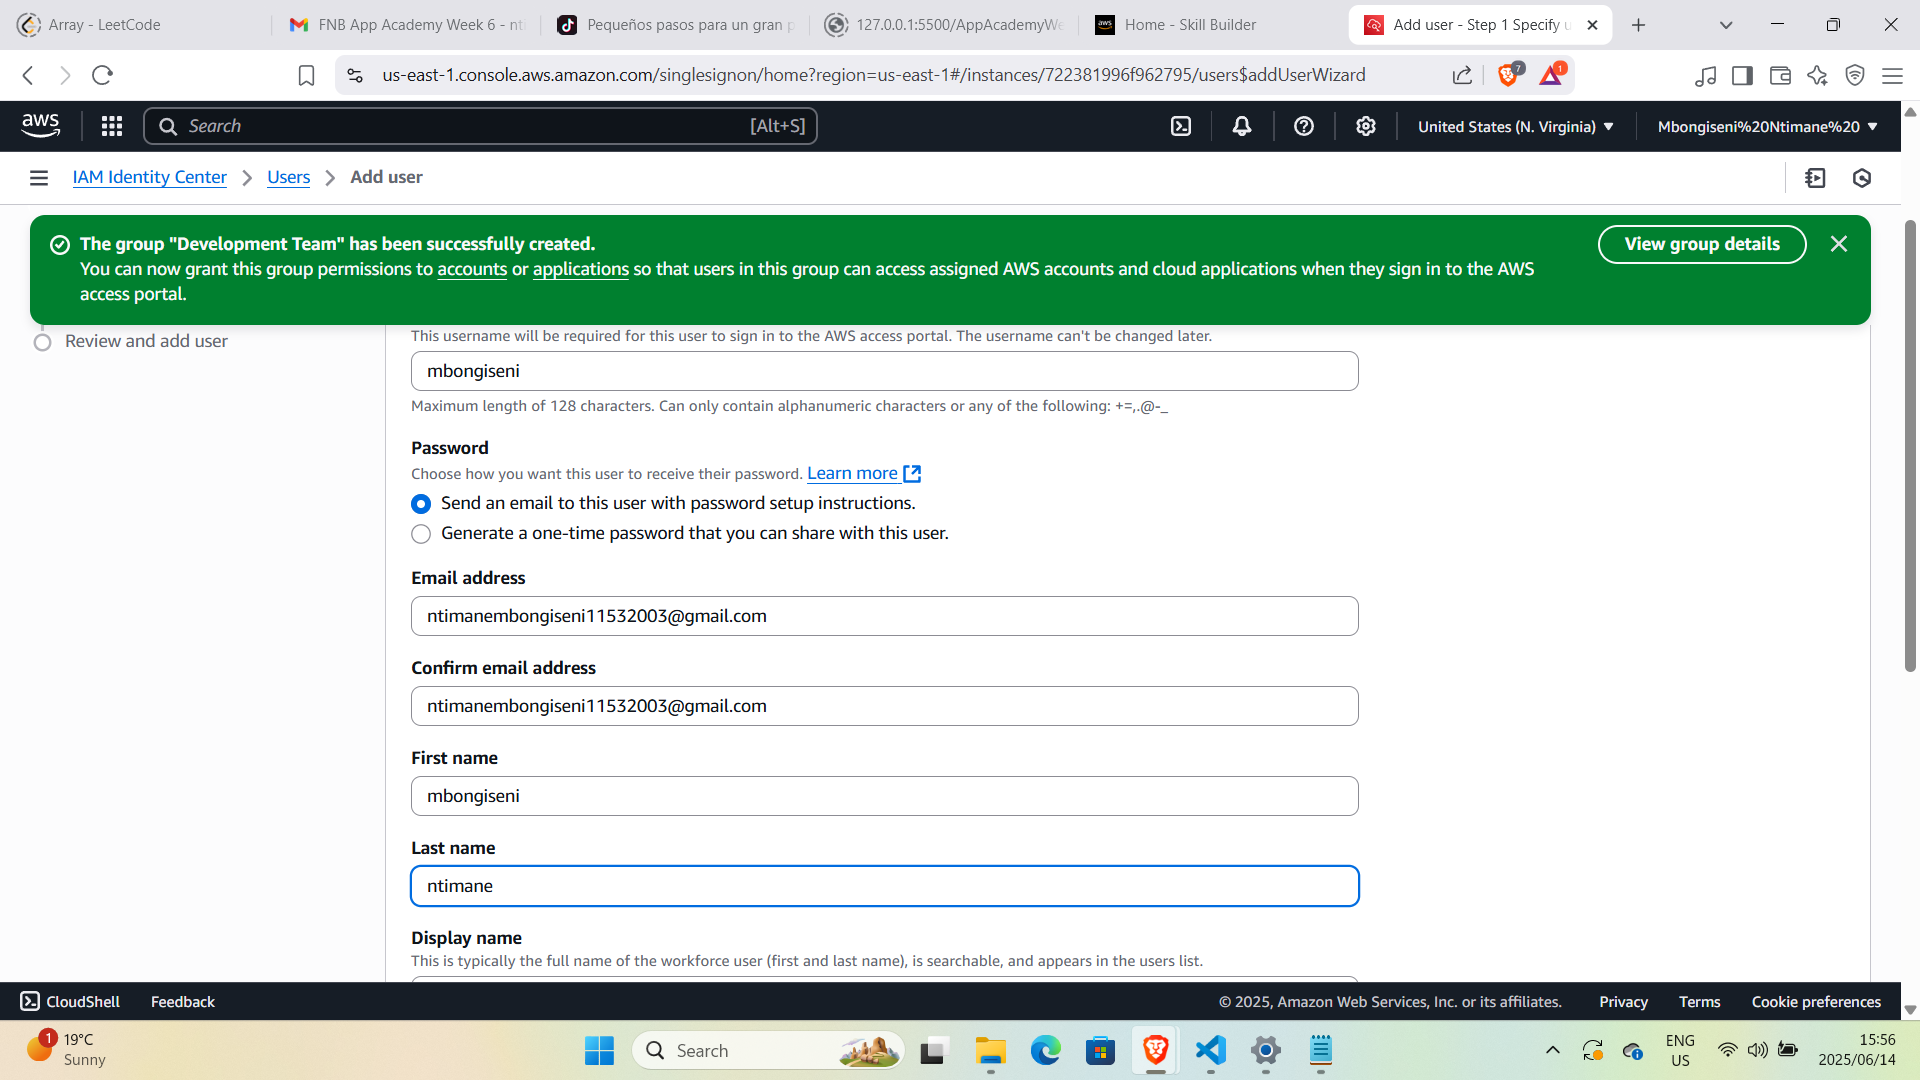 Array - LeetCode
FNB App Academy Week 6 - nti
Pequeños pasos para un gran p
127.0.0.1:5500/AppAcademyWe
aws
Home - Skill Builder
Add user - Step 1 Specify u
us-east-1.console.aws.amazon.com/singlesignon/home?region=us-east-1#/instances/722381996f962795/users$addUserWizard
7
1
aws
Search
[Alt+S]
United States (N. Virginia)
Mbongiseni%20Ntimane%20
IAM Identity Center
Users
Add user
The group "Development Team" has been successfully created.
You can now grant this group permissions to accounts or applications so that users in this group can access assigned AWS accounts and cloud applications when they sign in to the AWS
access portal.
View group details
Review and add user
This username will be required for this user to sign in to the AWS access portal. The username can't be changed later.
mbongiseni
Maximum length of 128 characters. Can only contain alphanumeric characters or any of the following: +=,.@-_
Password
Choose how you want this user to receive their password. Learn more
Send an email to this user with password setup instructions.
Generate a one-time password that you can share with this user.
Email address
ntimanembongiseni11532003@gmail.com
Confirm email address
ntimanembongiseni11532003@gmail.com
First name
mbongiseni
Last name
ntimane
Display name
This is typically the full name of the workforce user (first and last name), is searchable, and appears in the users list.
CloudShell
Feedback
© 2025, Amazon Web Services, Inc. or its affiliates.
Privacy
Terms
Cookie preferences
1
19°C
Sunny
Search
ENG
US
15:56
2025/06/14